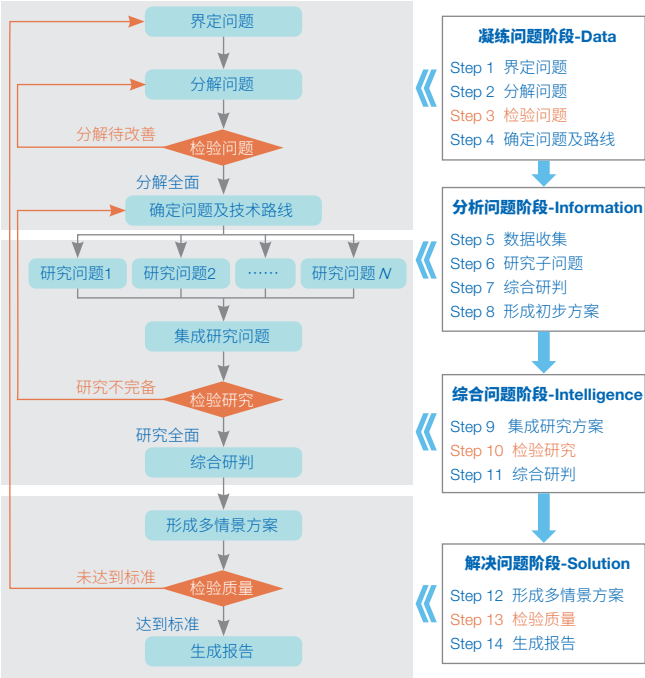 界定问题
分解问题
分解待改善
检验问题
分解全面
确定问题及技术路线
研究问题1
研究问题2
……
研究问题N
集成研究问题
研究不完备
检验研究
研究全面
综合研判
形成多情景方案
未达到标准
检验质量
达到标准
生成报告
凝练问题阶段-Data
Step 1 界定问题
Step 2 分解问题
Step 3 检验问题
Step 4 确定问题及路线
分析问题阶段-Information
Step 5 数据收集
Step 6 研究子问题
Step 7 综合研判
Step 8 形成初步方案
综合问题阶段-Intelligence
Step 9 集成研究方案
Step 10 检验研究
Step 11 综合研判
解决问题阶段-Solution
Step 12 形成多情景方案
Step 13 检验质量
Step 14 生成报告